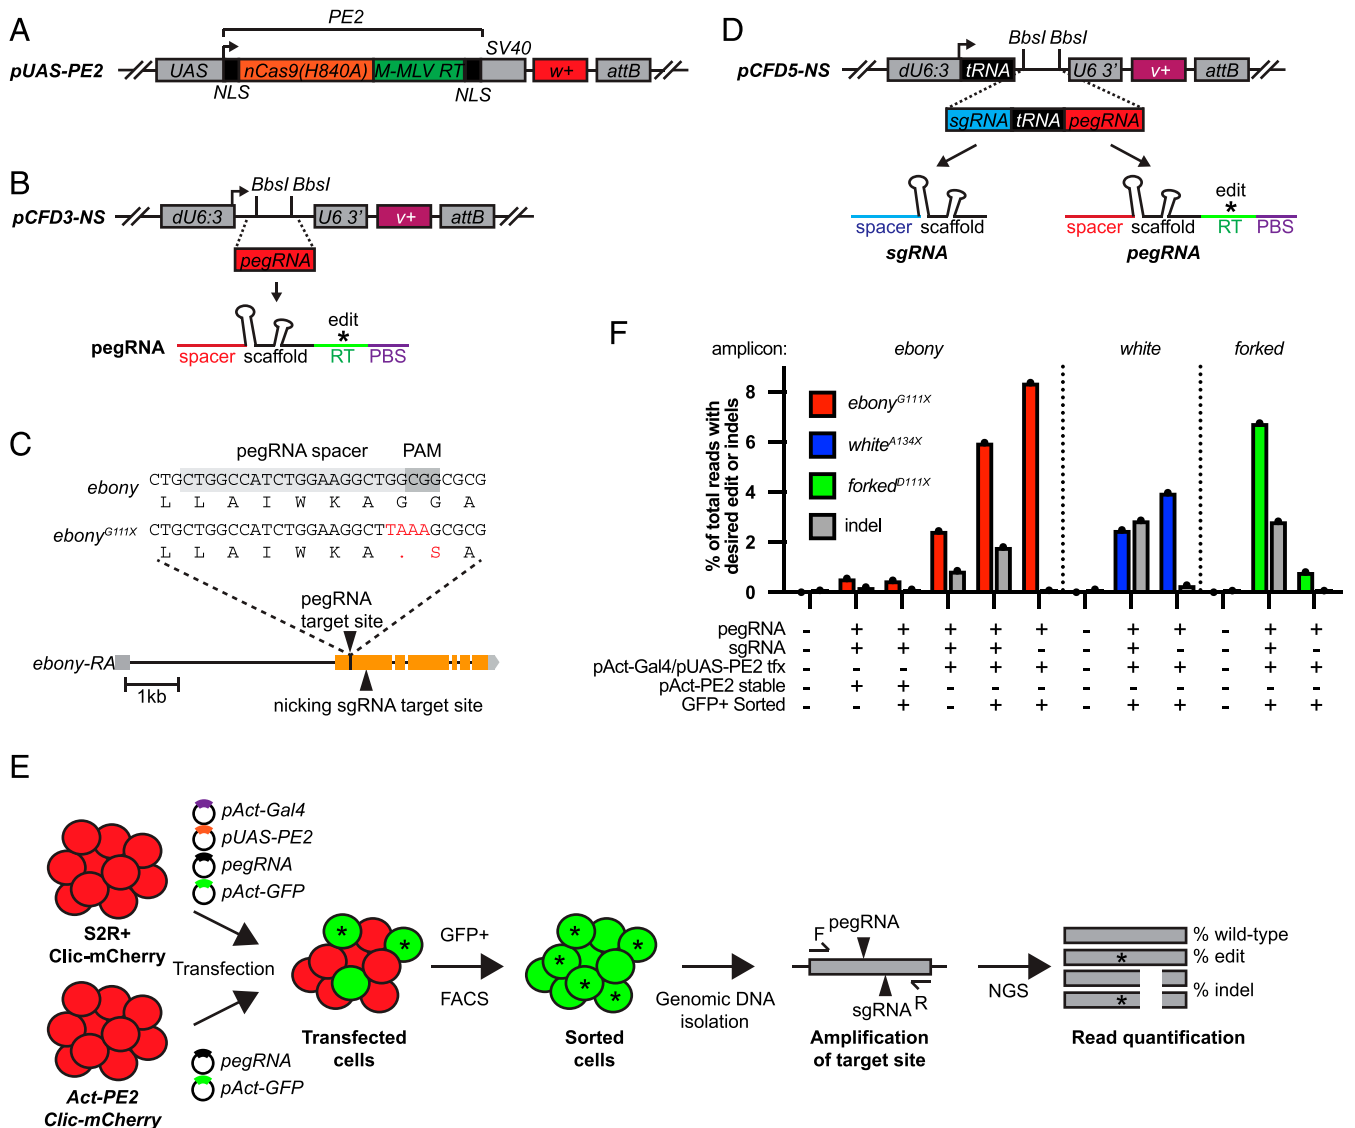 A
PE2
SV40
pUAS-PE2
UAS
nCas9(H840A)
M-MLV RT
w+
attB
NLS
NLS
B
BbsI BbsI
pCFD3-NS
dU6:3
U6 3'
v+
attB
pegRNA
edit
*
pegRNA
spacer
scaffold
RT
PBS
C
pegRNA spacer
PAM
ebony
CTGCTGGCCATCTGGAAGGCTGGCGGCGCG
L L A I W K A G G A
ebonyG111X
CTGCTGGCCATCTGGAAGGCTTAAAGCGCG
L L A I W K A . S A
pegRNA
target site
ebony-RA
1kb
nicking sgRNA target site
D
BbsI BbsI
pCFD5-NS
dU6:3
tRNA
U6 3'
v+
attB
sgRNA
tRNA
pegRNA
edit
*
spacer
scaffold
sgRNA
spacer
scaffold
RT
PBS
pegRNA
F
amplicon:
ebony
white
forked
% of total reads with
desired edit or indels
8
6
4
2
0
ebonyG111X
whiteA134X
forkedD111X
indel
pegRNA - + + + + + - + + - + +
sgRNA - + + + + - - + - - + -
pAct-Gal4/pUAS-PE2 tfx - - - + + + - + + - + +
pAct-PE2 stable - + + - - - - - - - - -
GFP+ Sorted - - + - + + - + + - + +
E
pAct-Gal4
pUAS-PE2
pegRNA
pAct-GFP
S2R+
Clic-mCherry
Transfection
Act-PE2
Clic-mCherry
pegRNA
pAct-GFP
* *
Transfected
cells
GFP+
FACS
* * * * *
Sorted
cells
Genomic DNA
isolation
pegRNA
F
sgRNA
R
Amplification
of target site
NGS
% wild-type
* % edit
% indel
*
Read quantification